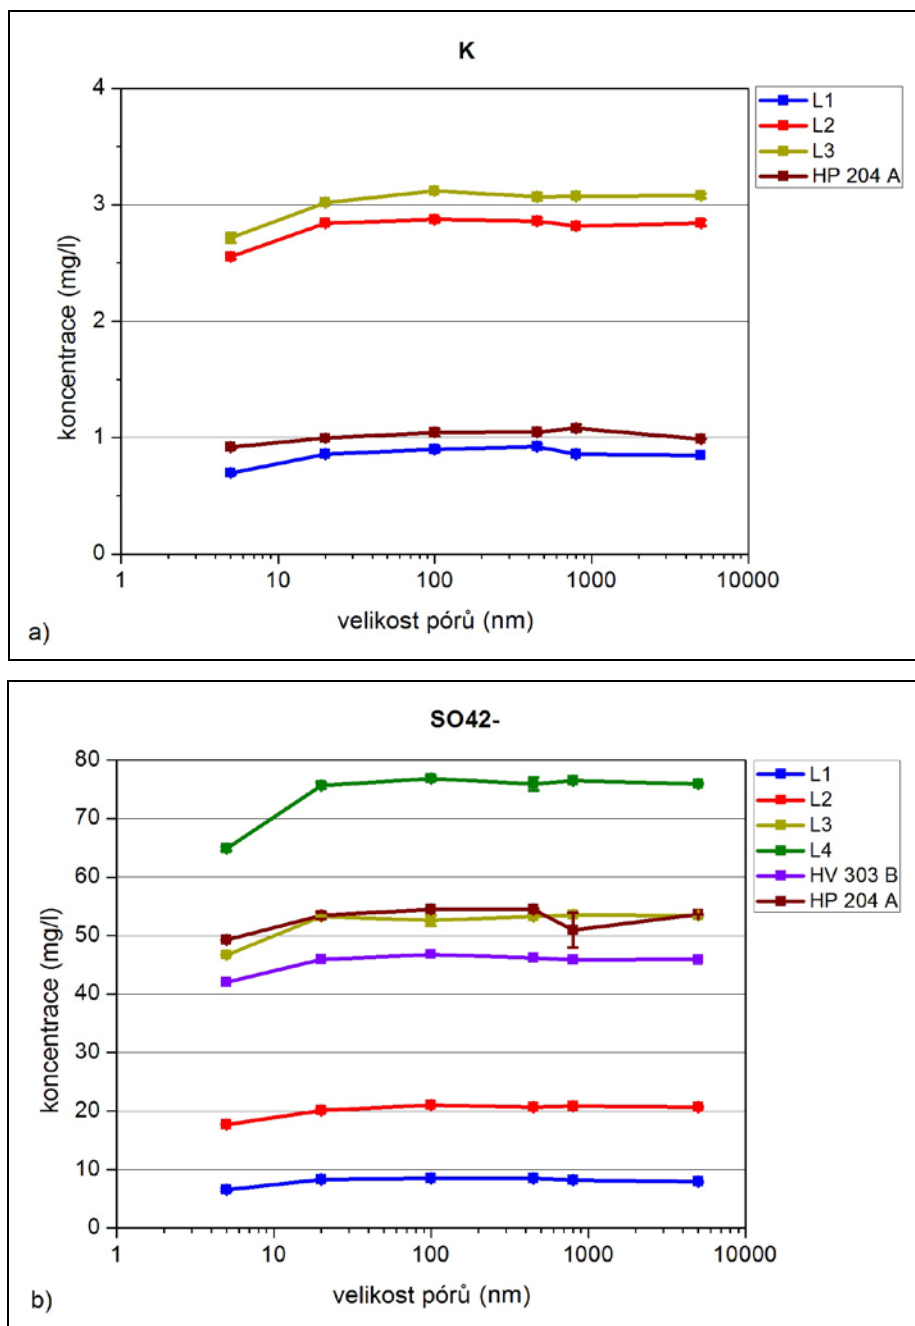 K
4
3
2
1
0
koncentrace (mg/l)
1
10
100
1000
10000
velikost pórů (nm)
L1
L2
L3
HP 204 A
a)
SO42-
80
70
60
50
40
30
20
10
0
koncentrace (mg/l)
1
10
100
1000
10000
velikost pórů (nm)
L1
L2
L3
L4
HV 303 B
HP 204 A
b)